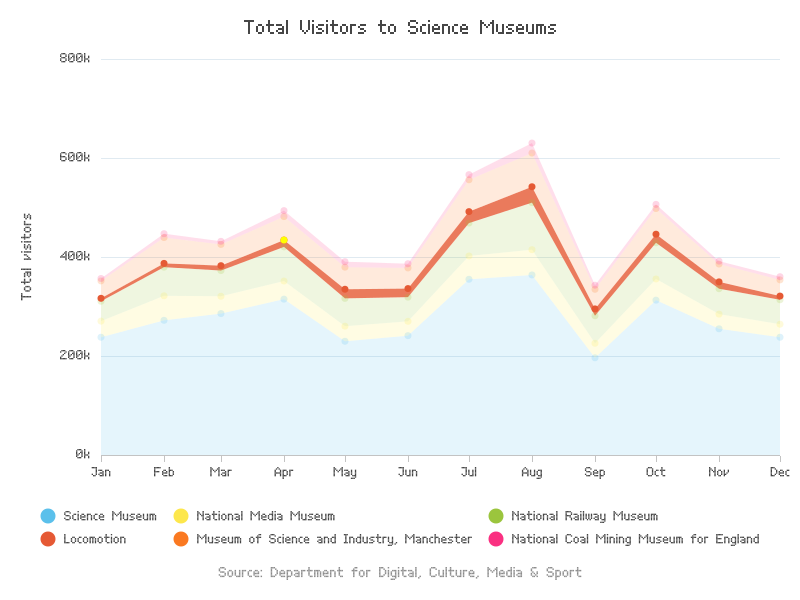 Total Visitors to Science Museums
800k
600k
400k
200k
0k
Total visitors
Jan Feb Mar Apr May Jun Jul Aug Sep Oct Nov Dec
Science Museum National Media Museum National Railway Museum
Locomotion Museum of Science and Industry, Manchester National Coal Mining Museum for England
Source: Department for Digital, Culture, Media & Sport